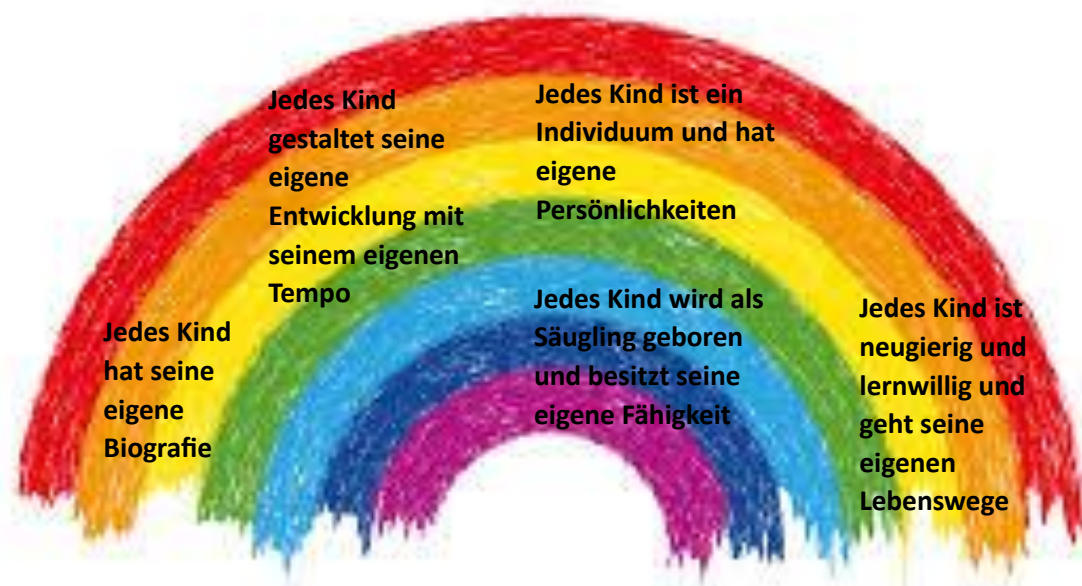 Jedes Kind
gestaltet seine
eigene
Entwicklung mit
seinem eigenen
Tempo
Jedes Kind ist ein
Individuum und hat
eigene
Persönlichkeiten
Jedes Kind
hat seine
eigene
Biografie
Jedes Kind wird als
Säugling geboren
und besitzt seine
eigene Fähigkeit
Jedes Kind ist
neugierig und
lernwillig und
geht seine
eigenen
Lebenswege